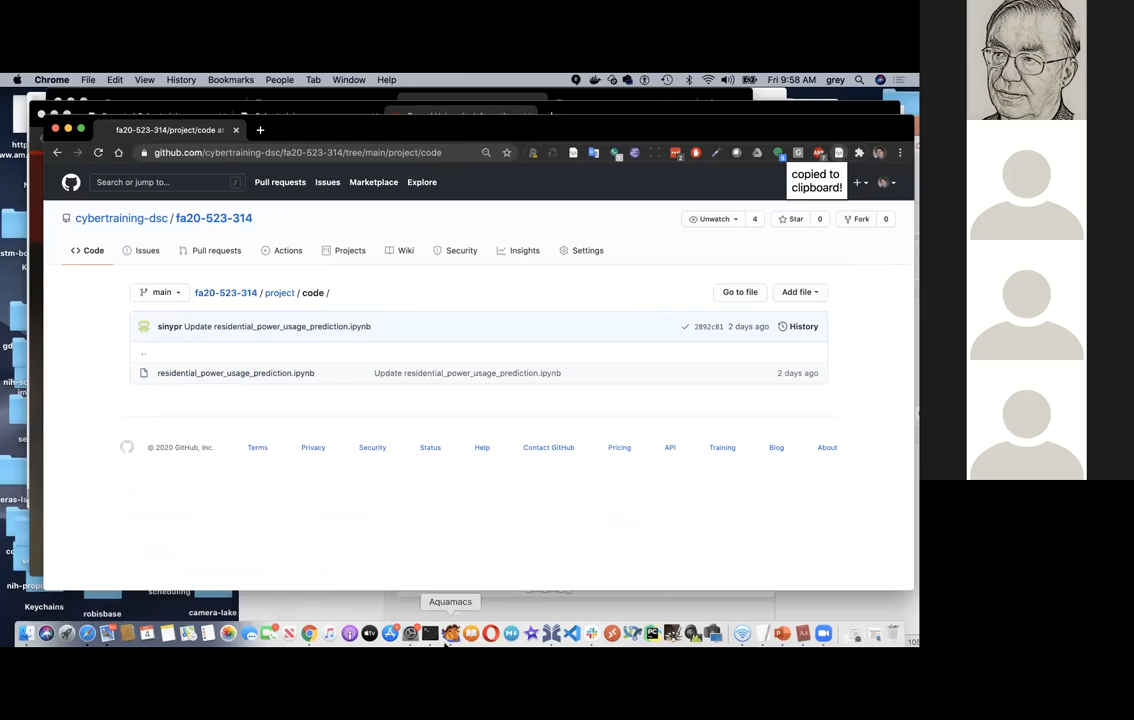 Chrome File Edit View History Bookmarks People Tab Window Help
Fri 9:58 AM grey
fa20-523-314/project/code a
github.com/cybertraining-dsc/fa20-523-314/tree/main/project/code
copied to
clipboard!
Search or jump to... /
Pull requests Issues Marketplace Explore
cybertraining-dsc / fa20-523-314
Unwatch 4 Star 0 Fork 0
Code Issues Pull requests Actions Projects Wiki Security Insights Settings
main fa20-523-314 / project / code /
Go to file Add file
sinypr Update residential_power_usage_prediction.ipynb
2892c81 2 days ago History
..
residential_power_usage_prediction.ipynb Update residential_power_usage_prediction.ipynb 2 days ago
© 2020 GitHub, Inc. Terms Privacy Security Status Help Contact GitHub Pricing API Training Blog About
Keychains
robisbase
scheduling
camera-lake
Aquamacs